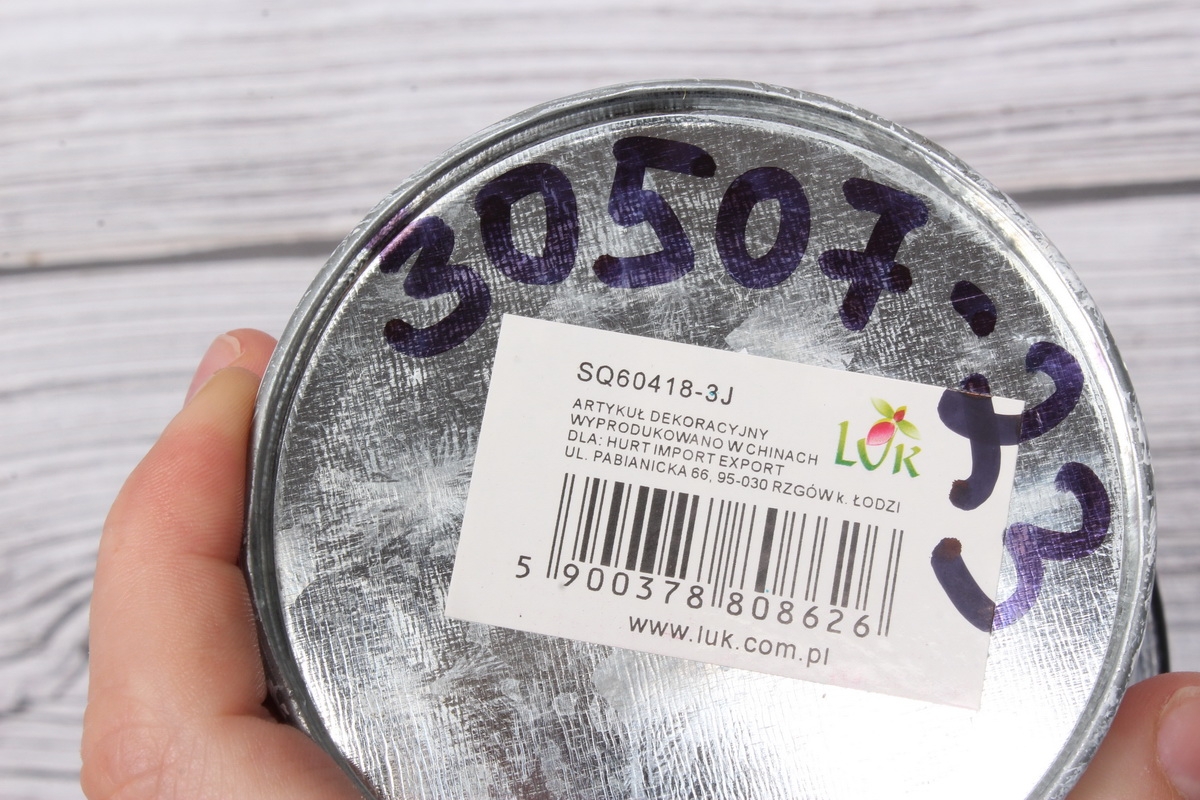 30507-23
SQ60418-3J
ARTYKUŁ DEKORACYJNY
WYPRODUKOWANO W CHINACH
DLA: HURT IMPORT EXPORT
UL. PABIANICKA 66, 95-030 RZGÓW k. ŁODZI
LUK
5 900378 808626
www.luk.com.pl